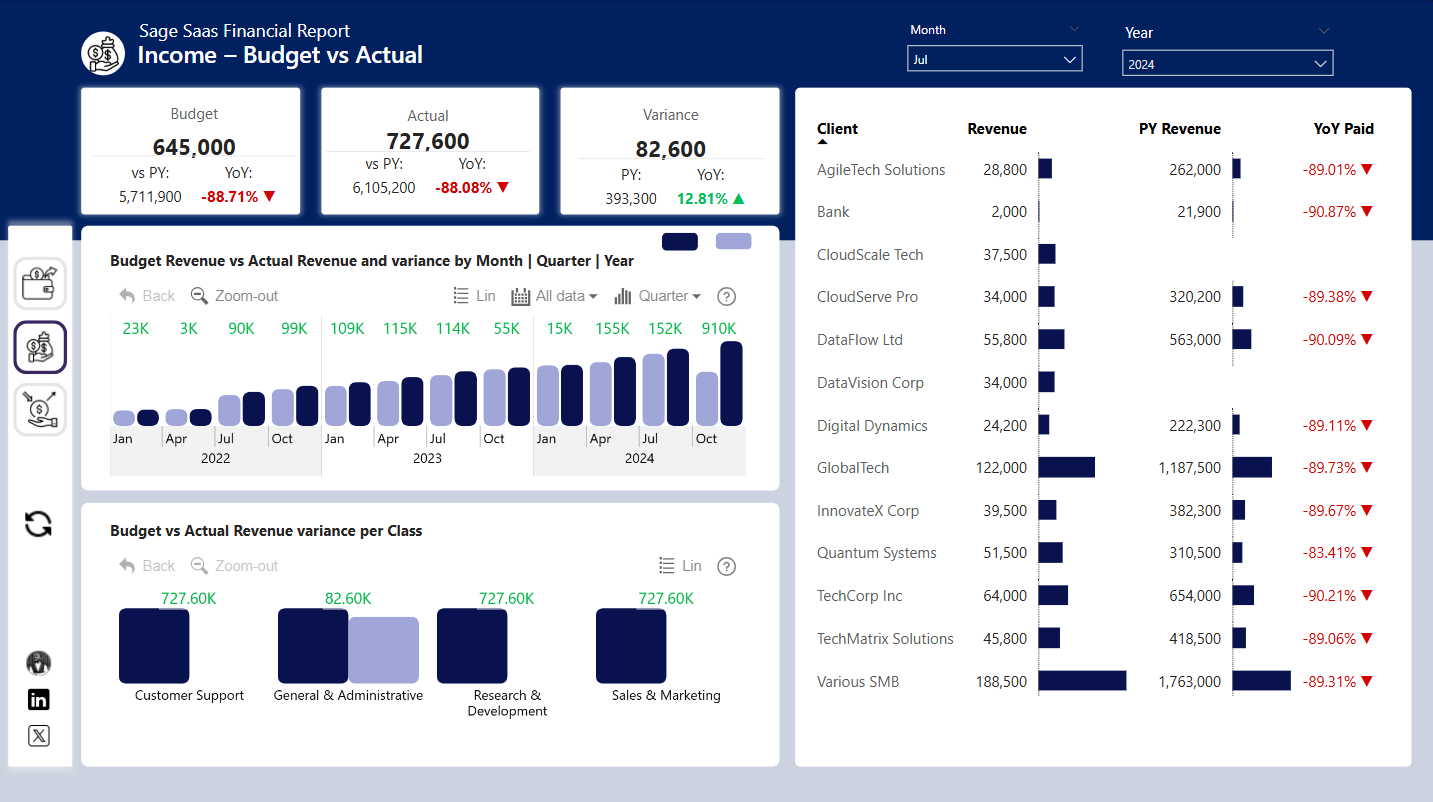 Sage Saas Financial Report
Income – Budget vs Actual
Month
Jul
Year
2024
Budget
645,000
vs PY: YoY:
5,711,900 -88.71% ▼
Actual
727,600
vs PY: YoY:
6,105,200 -88.08% ▼
Variance
82,600
PY: YoY:
393,300 12.81% ▲
Budget Revenue vs Actual Revenue and variance by Month | Quarter | Year
Back Zoom-out Lin All data Quarter ?
23K 3K 90K 99K 109K 115K 114K 55K 15K 155K 152K 910K
Jan Apr Jul Oct Jan Apr Jul Oct Jan Apr Jul Oct
2022 2023 2024
Budget vs Actual Revenue variance per Class
Back Zoom-out Lin ?
727.60K 82.60K 727.60K 727.60K
Customer Support General & Administrative Research & Sales & Marketing
Development
Client Revenue PY Revenue YoY Paid
AgileTech Solutions 28,800 262,000 -89.01% ▼
Bank 2,000 21,900 -90.87% ▼
CloudScale Tech 37,500
CloudServe Pro 34,000 320,200 -89.38% ▼
DataFlow Ltd 55,800 563,000 -90.09% ▼
DataVision Corp 34,000
Digital Dynamics 24,200 222,300 -89.11% ▼
GlobalTech 122,000 1,187,500 -89.73% ▼
InnovateX Corp 39,500 382,300 -89.67% ▼
Quantum Systems 51,500 310,500 -83.41% ▼
TechCorp Inc 64,000 654,000 -90.21% ▼
TechMatrix Solutions 45,800 418,500 -89.06% ▼
Various SMB 188,500 1,763,000 -89.31% ▼
in
X